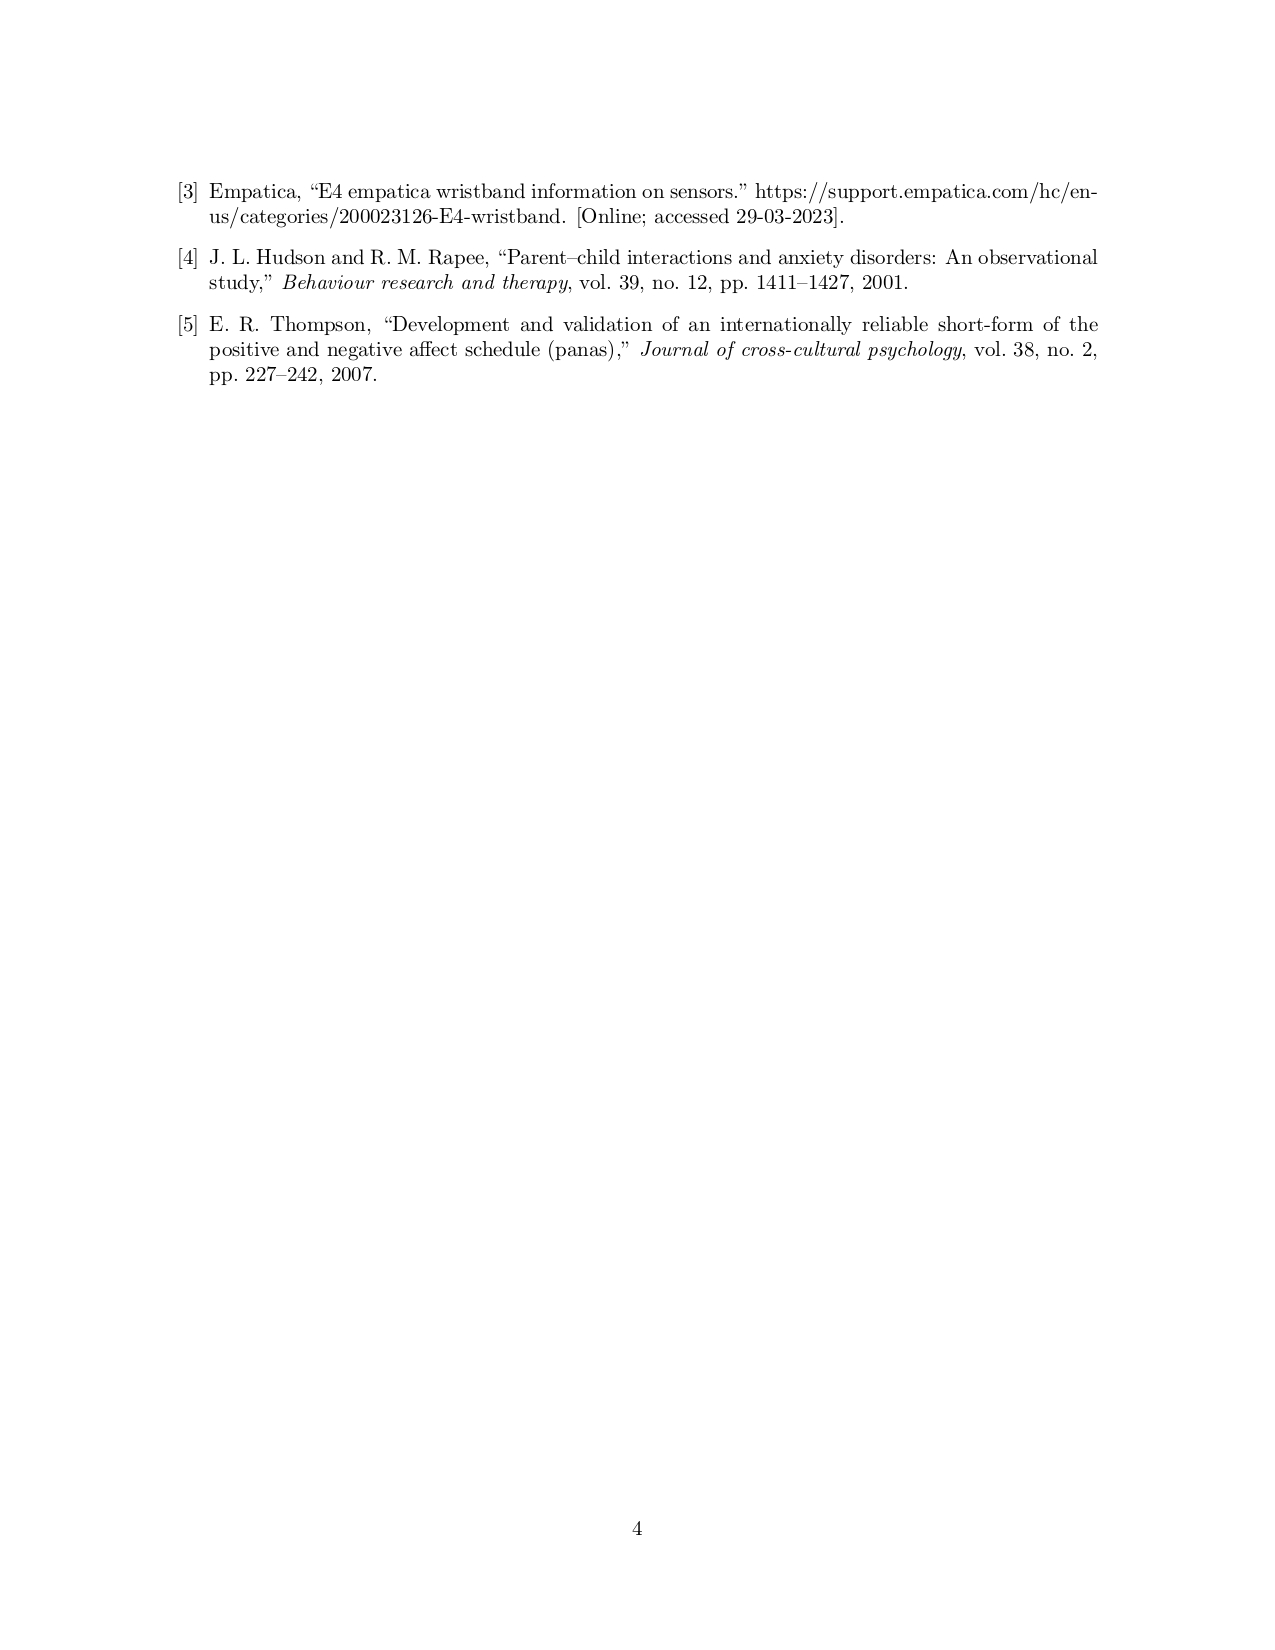 [3] Empatica, “E4 empatica wristband information on sensors.” https://support.empatica.com/hc/en-
us/categories/200023126-E4-wristband. [Online; accessed 29-03-2023].
[4] J. L. Hudson and R. M. Rapee, “Parent–child interactions and anxiety disorders: An observational
study,” Behaviour research and therapy, vol. 39, no. 12, pp. 1411–1427, 2001.
[5] E. R. Thompson, “Development and validation of an internationally reliable short-form of the
positive and negative affect schedule (panas),” Journal of cross-cultural psychology, vol. 38, no. 2,
pp. 227–242, 2007.
4